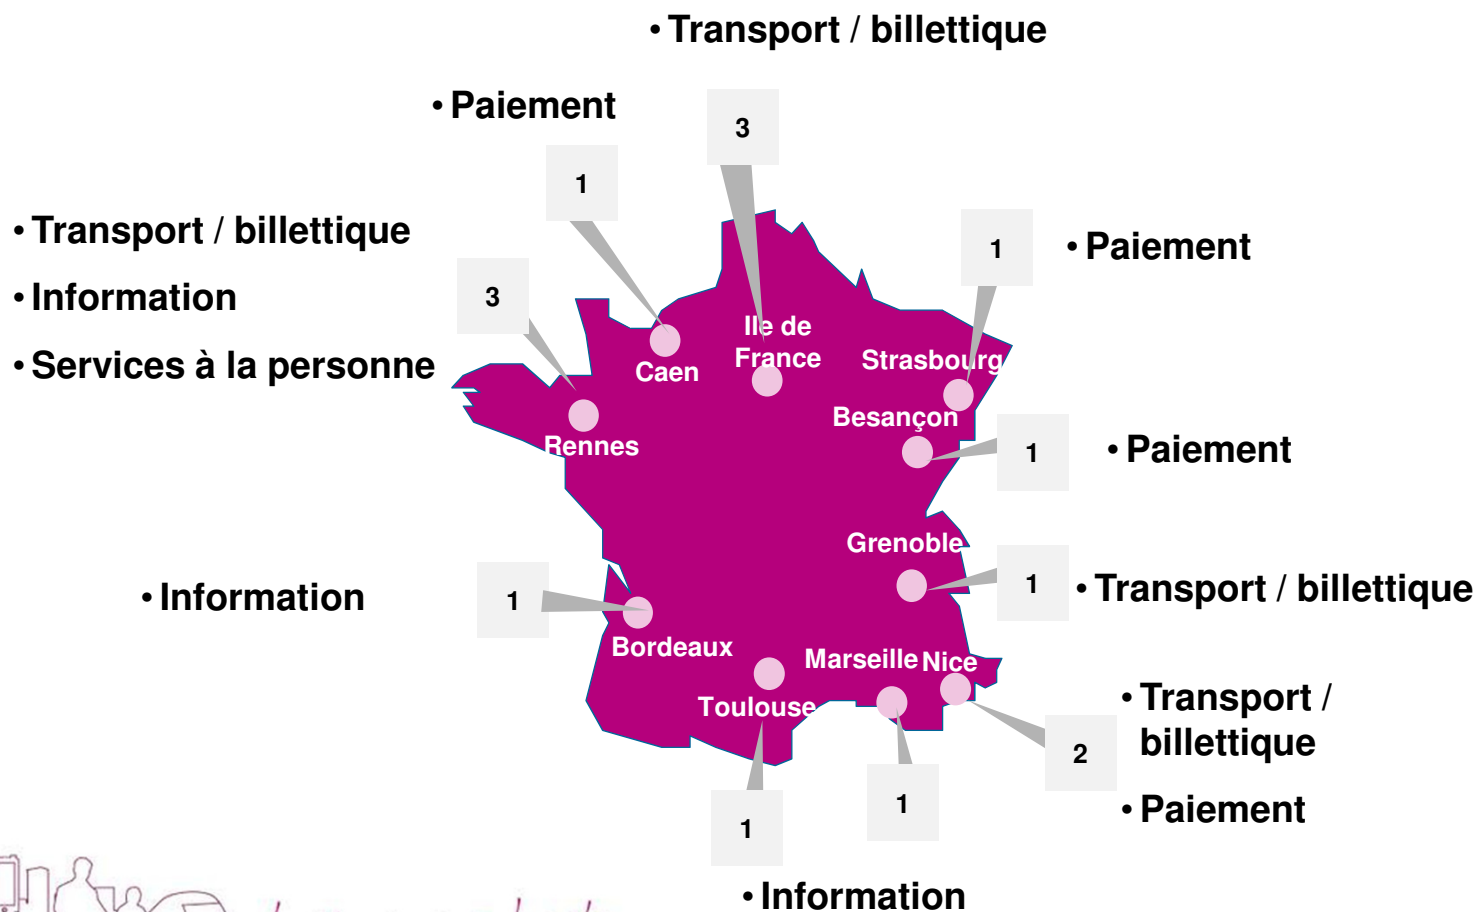 • Transport / billettique
• Paiement
3
1
• Transport / billettique
• Information
• Services à la personne
3
1
• Paiement
Ile de
France
Caen
Strasbourg
Rennes
Besançon
1
• Paiement
Grenoble
1
• Transport / billettique
• Information
1
Bordeaux
Toulouse
Marseille
Nice
2
• Transport /
billettique
• Paiement
1
1
• Information